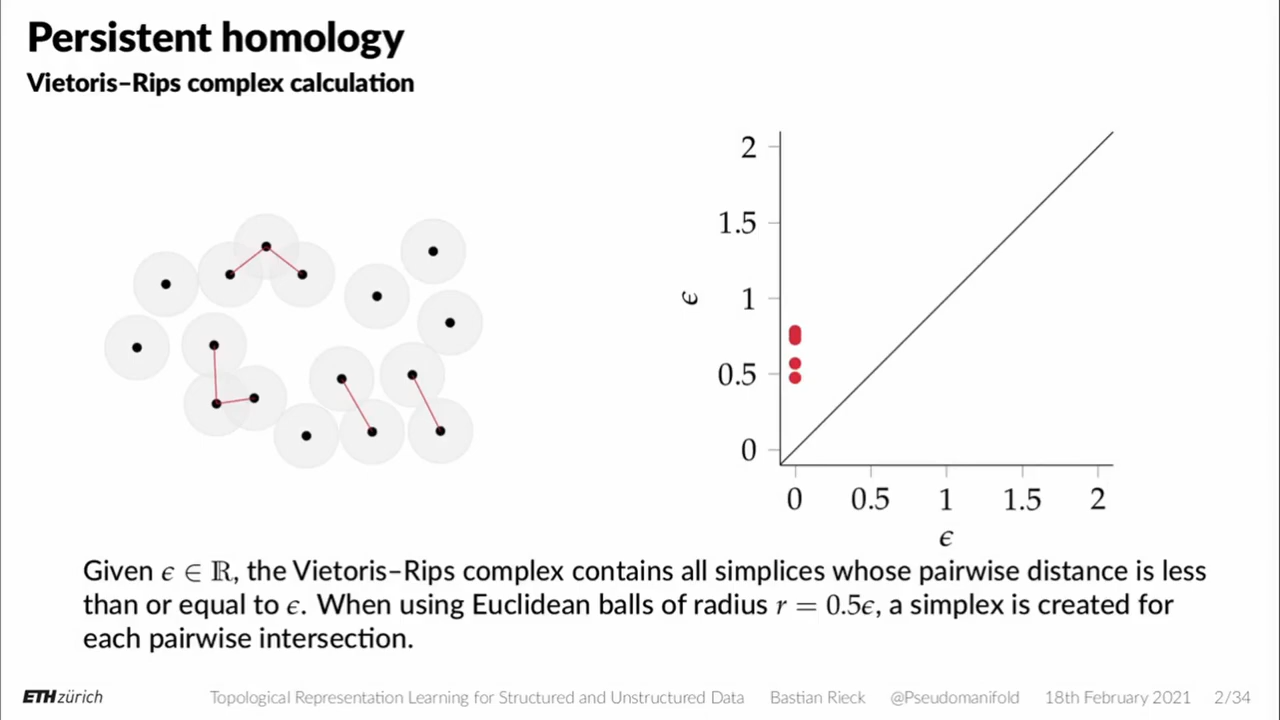 Persistent homology
Vietoris–Rips complex calculation
2
1.5
1
0.5
0
ϵ
0 0.5 1 1.5 2
ϵ
Given ϵ ∈ ℝ, the Vietoris–Rips complex contains all simplices whose pairwise distance is less
than or equal to ϵ. When using Euclidean balls of radius r = 0.5ϵ, a simplex is created for
each pairwise intersection.
ETH zürich Topological Representation Learning for Structured and Unstructured Data Bastian Rieck @Pseudomanifold 18th February 2021 2/34